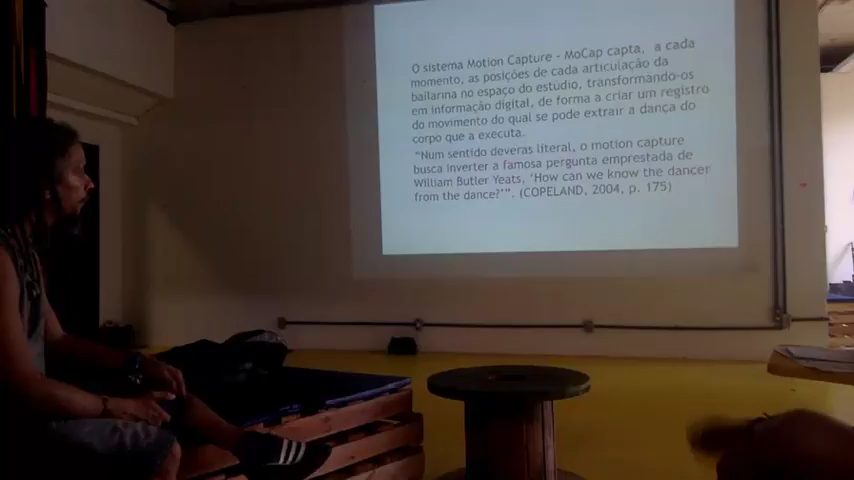 O sistema Motion Capture - MoCap capta, a cada
momento, as posições de cada articulação da
bailarina no espaço do estúdio, transformando-os
em informação digital, de forma a criar um registro
do movimento do qual se pode extrair a dança do
corpo que a executa.
“Num sentido deveras literal, o motion capture
busca inverter a famosa pergunta emprestada de
William Butler Yeats, ‘How can we know the dancer
from the dance?’”. (COPELAND, 2004, p. 175)